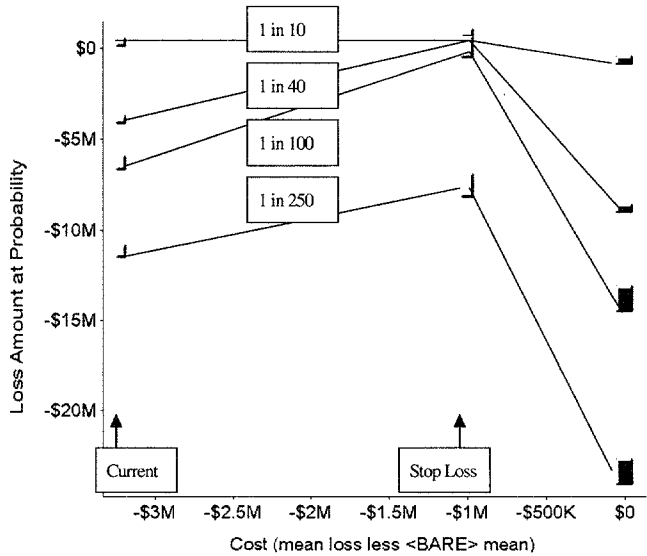 1 in 10
1 in 40
1 in 100
1 in 250
$0
-$5M
-$10M
-$15M
-$20M
Loss Amount at Probability
Current
Stop Loss
-$3M
-$2.5M
-$2M
-$1.5M
-$1M
-$500K
$0
Cost (mean loss less <BARE> mean)